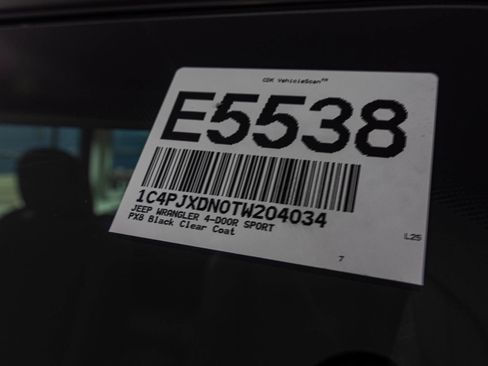 CDK VehicleScan™
E5538
1C4PJXDN0TW204034
JEEP WRANGLER 4-DOOR SPORT
PX8 Black Clear Coat
L25
7